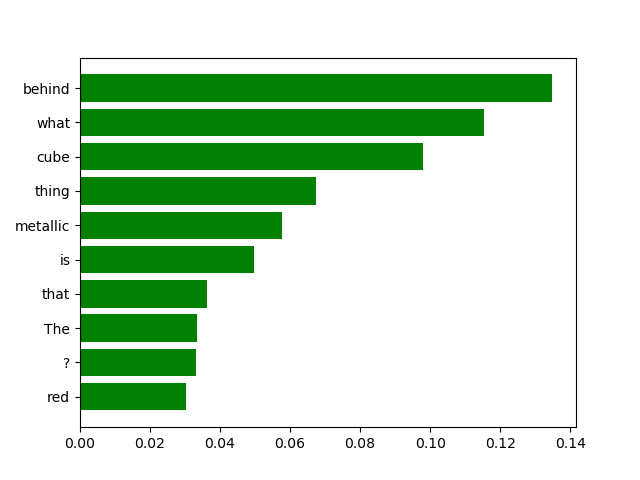 behind
what
cube
thing
metallic
is
that
The
?
red
0.00 0.02 0.04 0.06 0.08 0.10 0.12 0.14